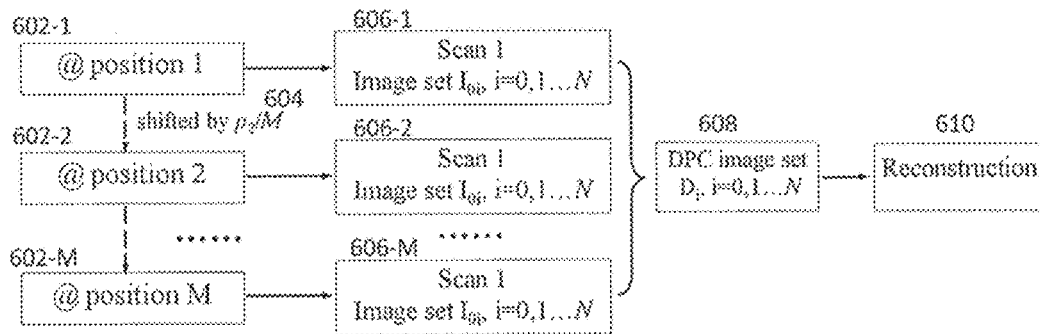 602-1
@ position 1
606-1
Scan 1
Image set I₀ᵢ, i=0,1...N
604
shifted by p₂/M
602-2
@ position 2
606-2
Scan 1
Image set I₀ᵢ, i=0,1...N
......
......
602-M
@ position M
606-M
Scan 1
Image set I₀ᵢ, i=0,1...N
608
DPC image set
Dᵢ, i=0,1...N
610
Reconstruction